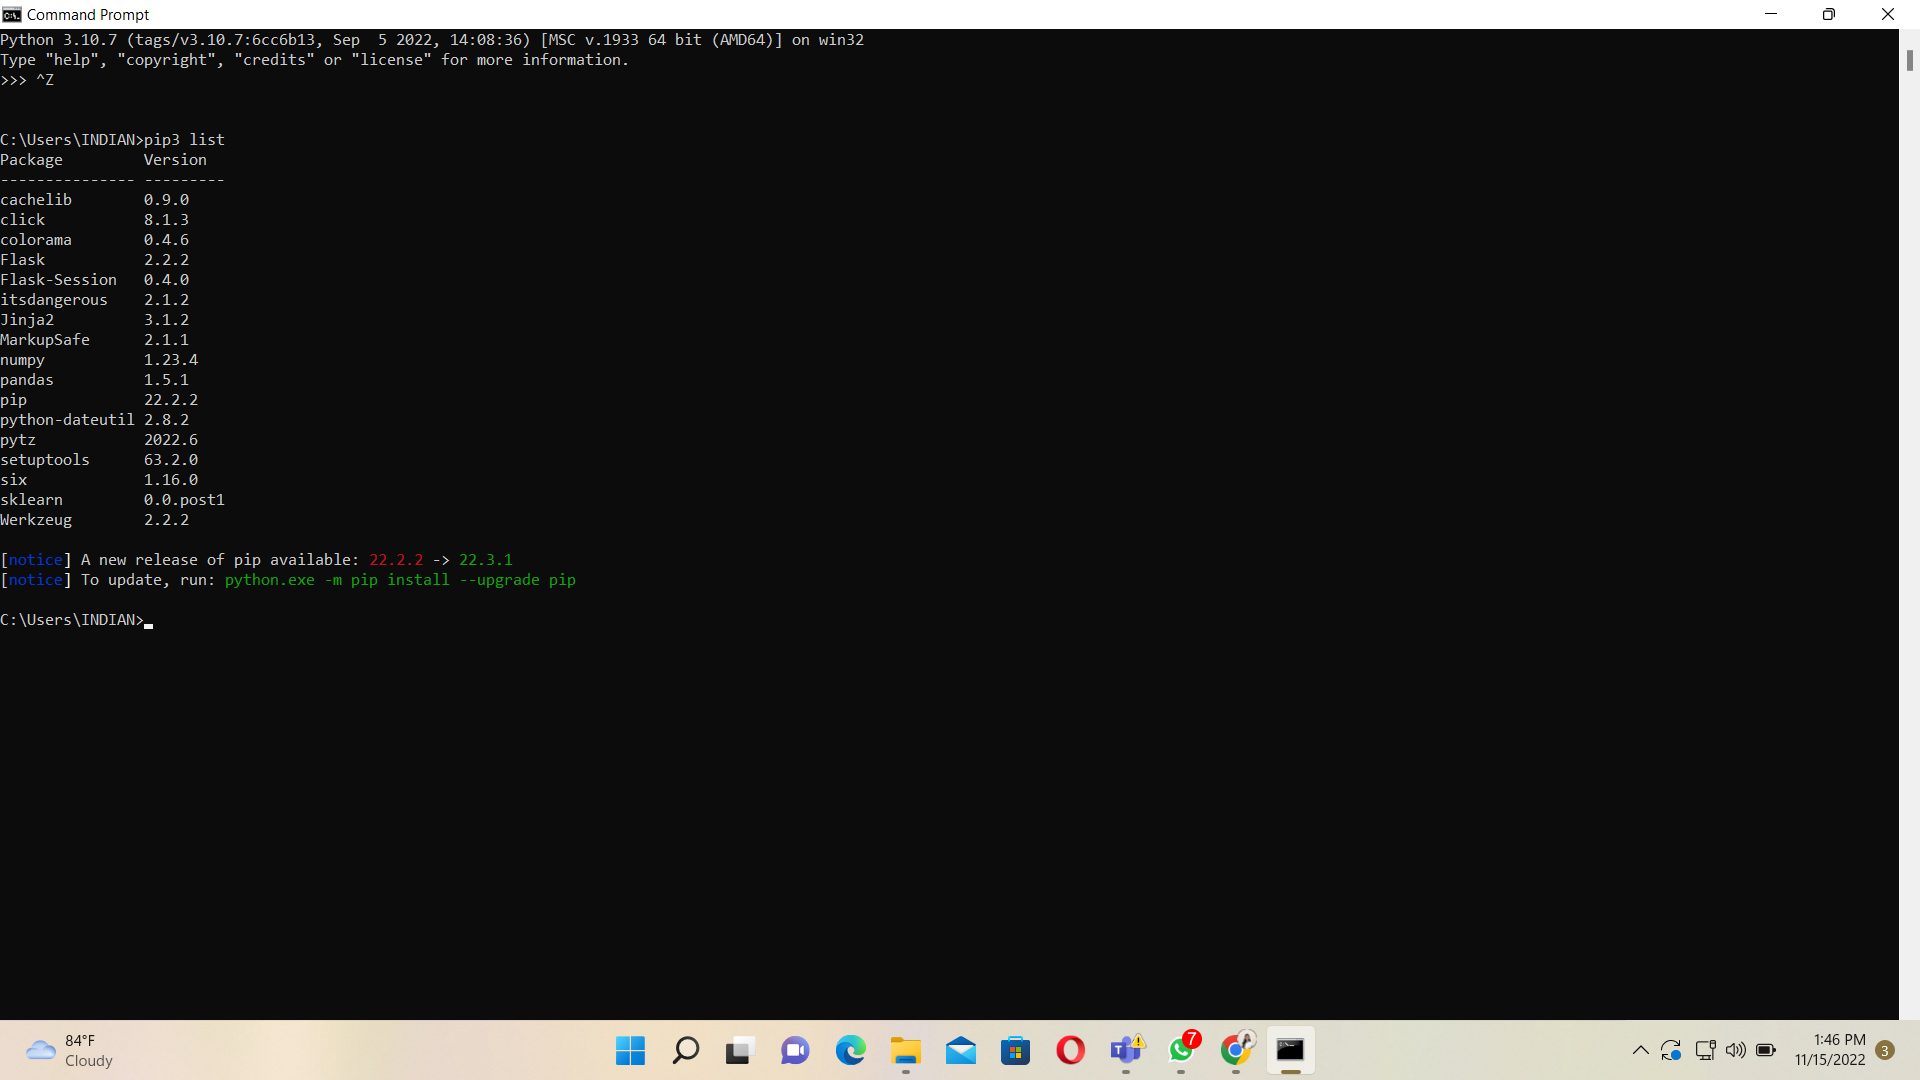 Command Prompt
Python 3.10.7 (tags/v3.10.7:6cc6b13, Sep  5 2022, 14:08:36) [MSC v.1933 64 bit (AMD64)] on win32
Type "help", "copyright", "credits" or "license" for more information.
>>> ^Z
C:\Users\INDIAN>pip3 list
Package         Version
--------------- ---------
cachelib        0.9.0
click           8.1.3
colorama        0.4.6
Flask           2.2.2
Flask-Session   0.4.0
itsdangerous    2.1.2
Jinja2          3.1.2
MarkupSafe      2.1.1
numpy           1.23.4
pandas          1.5.1
pip             22.2.2
python-dateutil 2.8.2
pytz            2022.6
setuptools      63.2.0
six             1.16.0
sklearn         0.0.post1
Werkzeug        2.2.2
[notice] A new release of pip available: 22.2.2 -> 22.3.1
[notice] To update, run: python.exe -m pip install --upgrade pip
C:\Users\INDIAN>
84°F
Cloudy
7
1:46 PM
11/15/2022
3